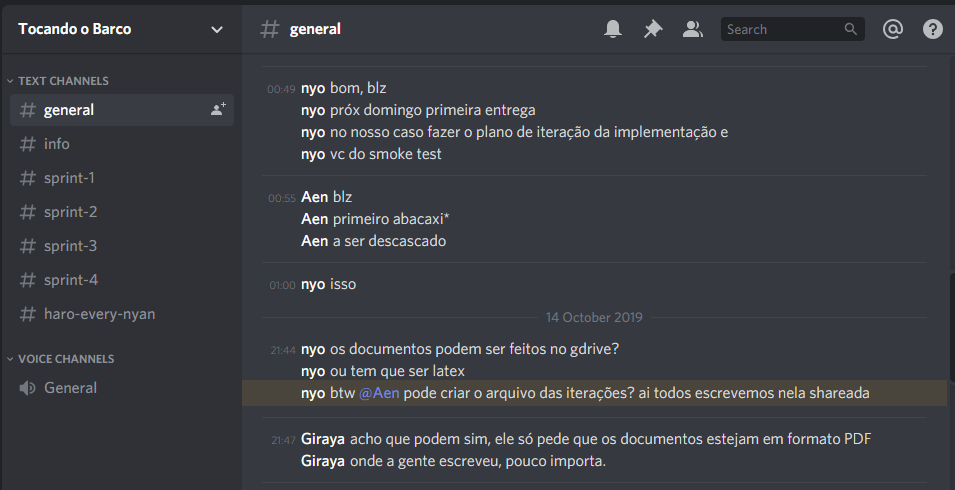 Tocando o Barco
# general
Search
TEXT CHANNELS
# general
# info
# sprint-1
# sprint-2
# sprint-3
# sprint-4
# haro-every-nyan
VOICE CHANNELS
General
00:49 nyo bom, blz
nyo próx domingo primeira entrega
nyo no nosso caso fazer o plano de iteração da implementação e
nyo vc do smoke test
00:55 Aen blz
Aen primeiro abacaxi*
Aen a ser descascado
01:00 nyo isso
14 October 2019
21:44 nyo os documentos podem ser feitos no gdrive?
nyo ou tem que ser latex
nyo btw @Aen pode criar o arquivo das iterações? ai todos escrevemos nela shareada
21:47 Giraya acho que podem sim, ele só pede que os documentos estejam em formato PDF
Giraya onde a gente escreveu, pouco importa.